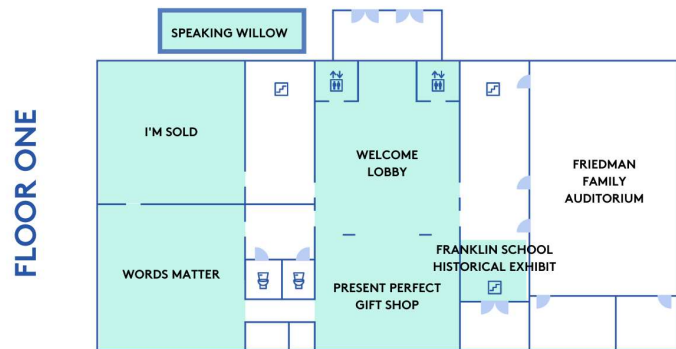 SPEAKING WILLOW
FLOOR ONE
I'M SOLD
WELCOME
LOBBY
FRIEDMAN
FAMILY
AUDITORIUM
WORDS MATTER
PRESENT PERFECT
GIFT SHOP
FRANKLIN SCHOOL
HISTORICAL EXHIBIT